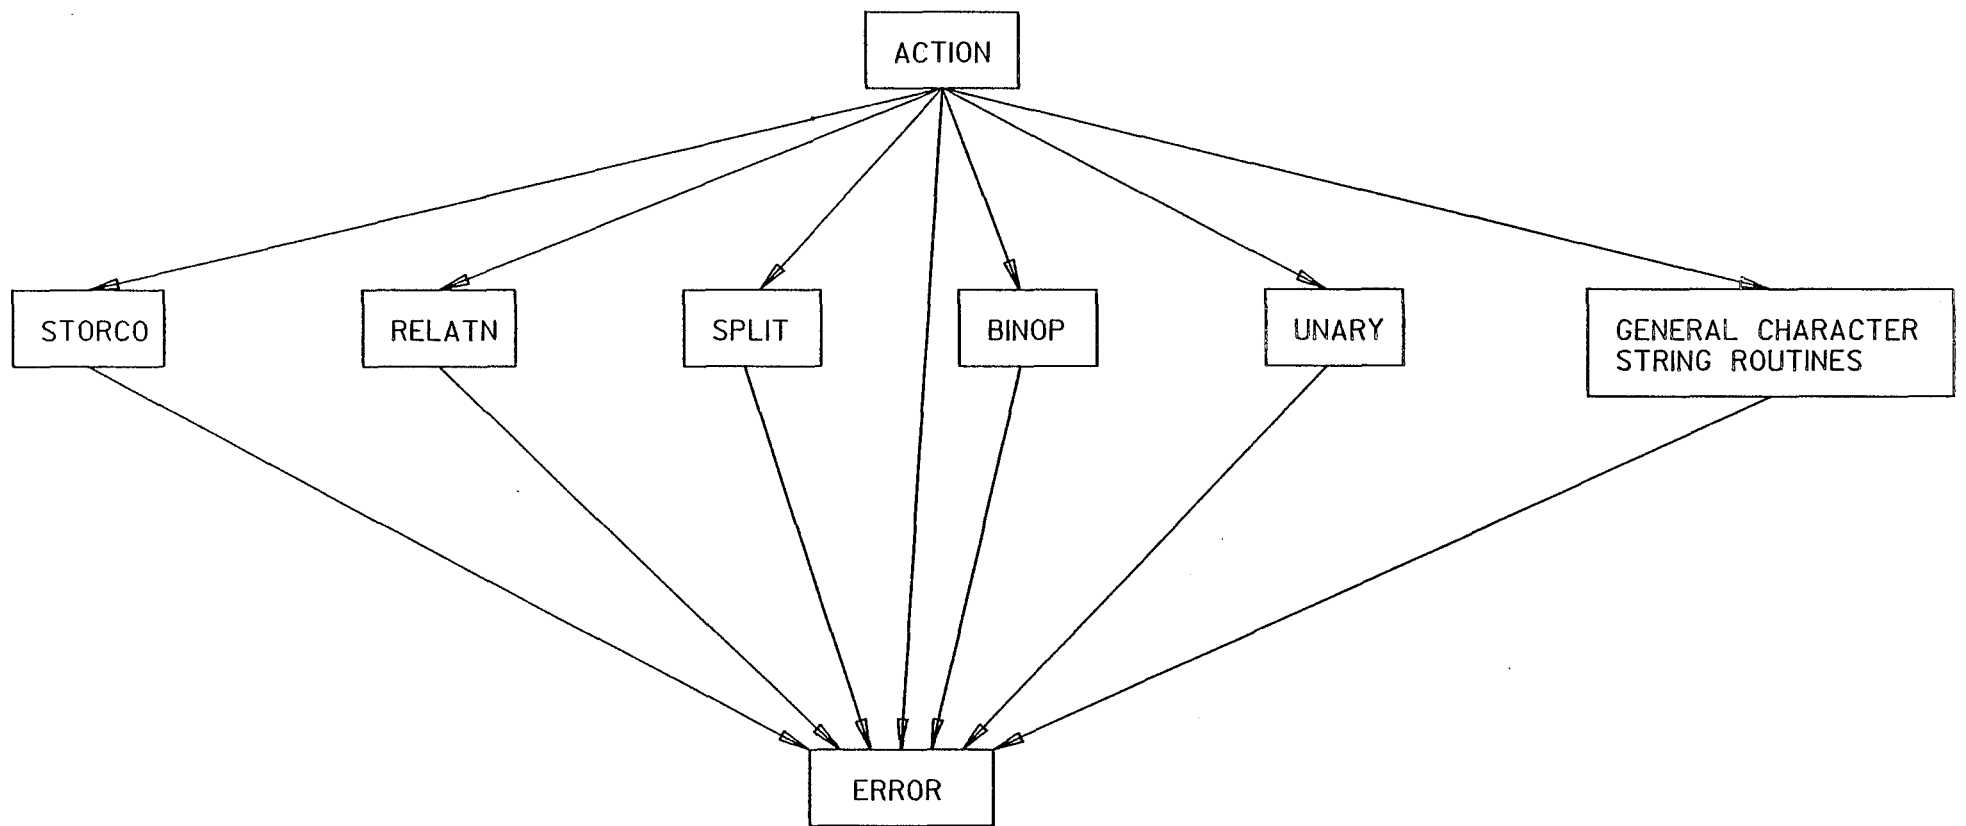 ACTION
STORCO
RELATN
SPLIT
BINOP
UNARY
GENERAL CHARACTER
STRING ROUTINES
ERROR